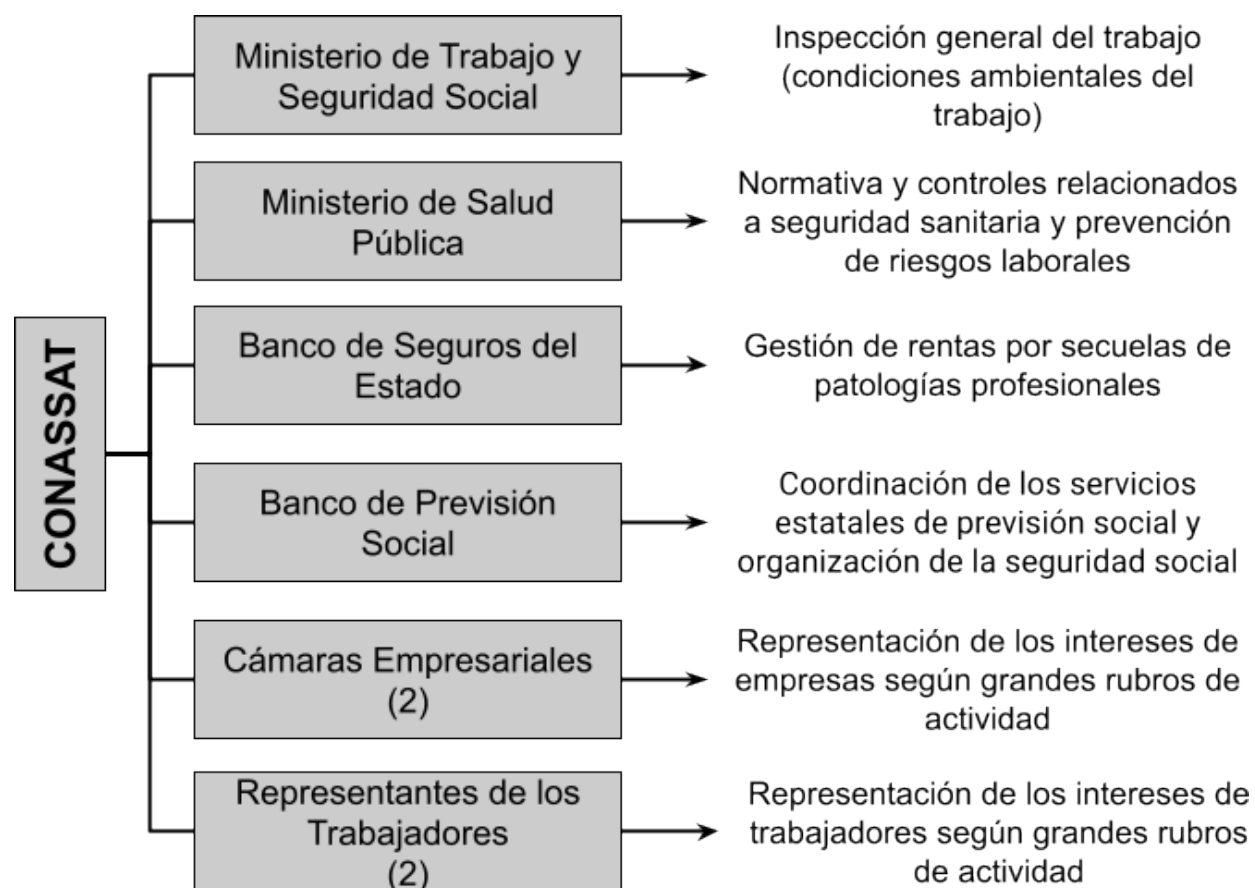 CONASSAT
Ministerio de Trabajo y
Seguridad Social
Inspección general del trabajo
(condiciones ambientales del
trabajo)
Ministerio de Salud
Pública
Normativa y controles relacionados
a seguridad sanitaria y prevención
de riesgos laborales
Banco de Seguros del
Estado
Gestión de rentas por secuelas de
patologías profesionales
Banco de Previsión
Social
Coordinación de los servicios
estatales de previsión social y
organización de la seguridad social
Cámaras Empresariales
(2)
Representación de los intereses de
empresas según grandes rubros de
actividad
Representantes de los
Trabajadores
(2)
Representación de los intereses de
trabajadores según grandes rubros
de actividad